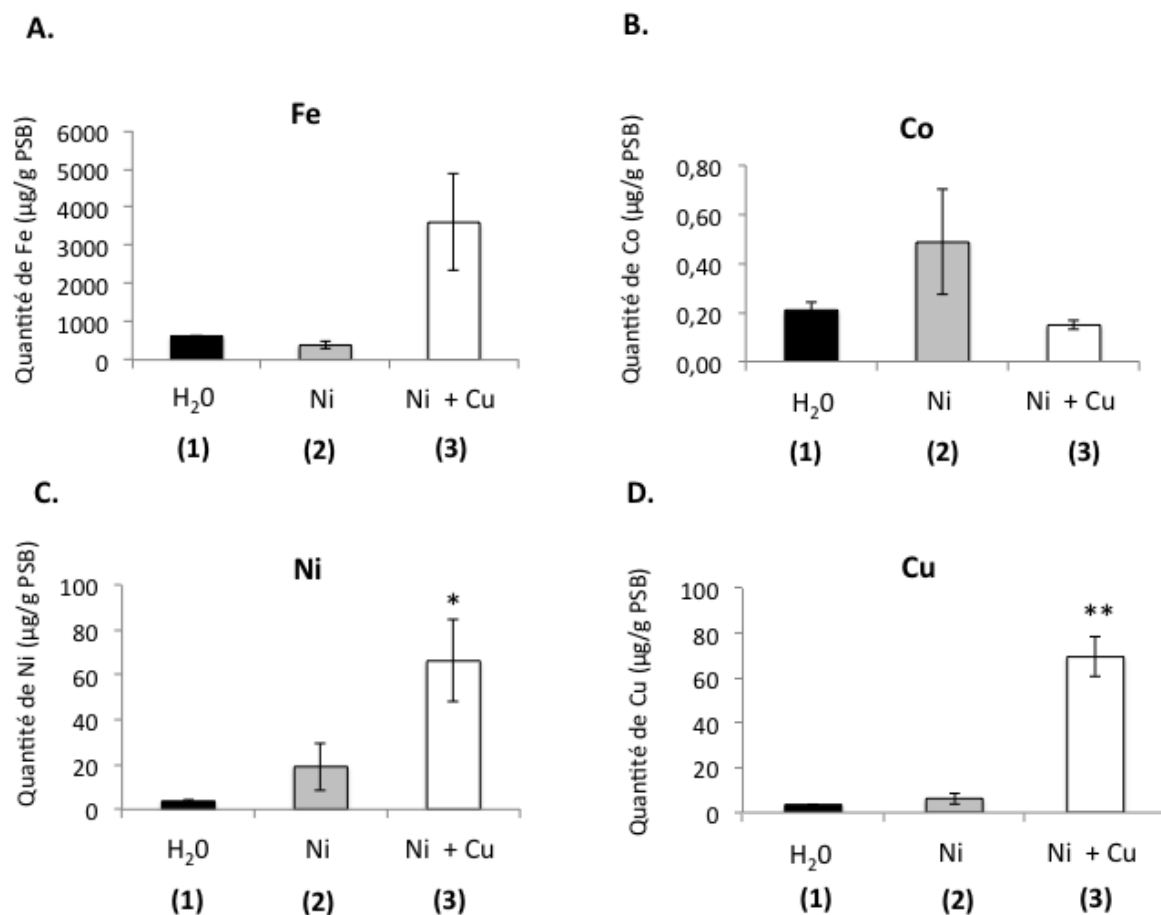 A.
Fe
Quantité de Fe (µg/g PSB)
6000
5000
4000
3000
2000
1000
0
H₂0
Ni
Ni + Cu
(1)
(2)
(3)
B.
Co
Quantité de Co (µg/g PSB)
0,80
0,60
0,40
0,20
0,00
H₂0
Ni
Ni + Cu
(1)
(2)
(3)
C.
Ni
Quantité de Ni (µg/g PSB)
100
80
60
40
20
0
*
H₂0
Ni
Ni + Cu
(1)
(2)
(3)
D.
Cu
Quantité de Cu (µg/g PSB)
100
80
60
40
20
0
**
H₂0
Ni
Ni + Cu
(1)
(2)
(3)